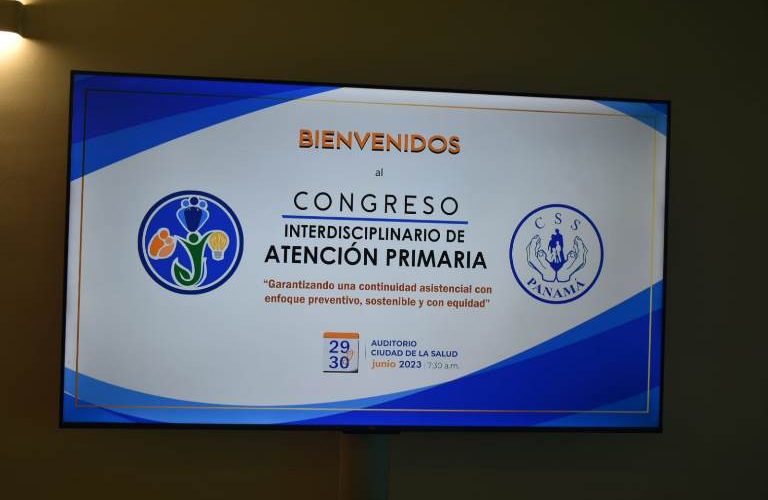 BIENVENIDOS
al
CONGRESO
INTERDISCIPLINARIO DE
ATENCIÓN PRIMARIA
"Garantizando una continuidad asistencial con
enfoque preventivo, sostenible y con equidad"
CSS
PANAMÁ
29 y
30
AUDITORIO
CIUDAD DE LA SALUD
junio 2023 | 7:30 a.m.